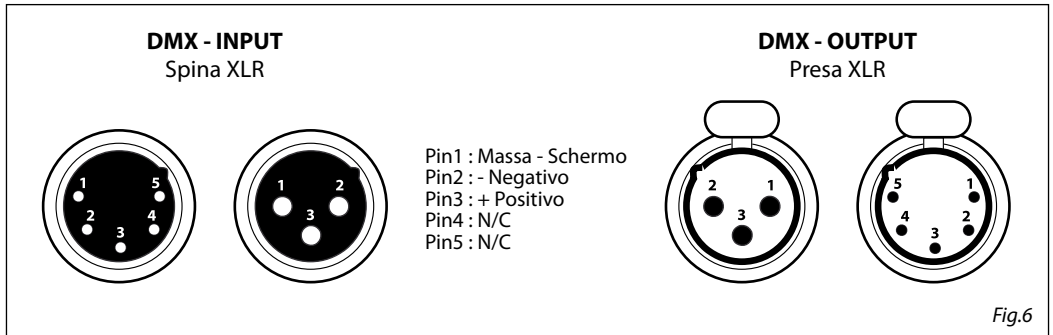 DMX - INPUT
Spina XLR
1 5
2 4
3
1 2
3
Pin1 : Massa - Schermo
Pin2 : - Negativo
Pin3 : + Positivo
Pin4 : N/C
Pin5 : N/C
DMX - OUTPUT
Presa XLR
2 1
3
5 1
4 2
3
Fig.6